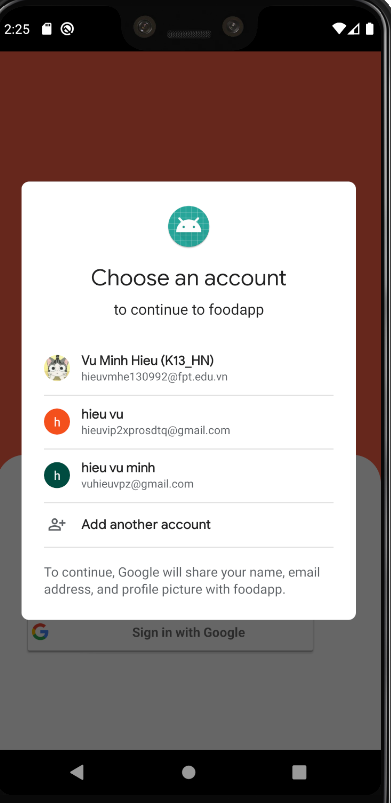 2:25
Choose an account
to continue to foodapp
Vu Minh Hieu (K13_HN)
hieuvmhe130992@fpt.edu.vn
h
hieu vu
hieuvip2xprosdtq@gmail.com
h
hieu vu minh
vuhieuvpz@gmail.com
Add another account
To continue, Google will share your name, email
address, and profile picture with foodapp.
Sign in with Google